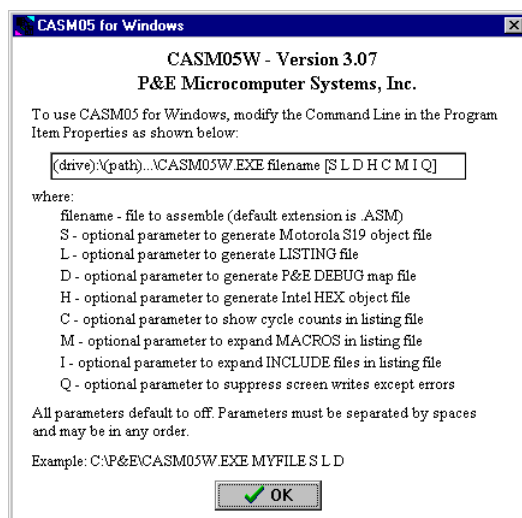 CASM05 for Windows
CASM05W - Version 3.07
P&E Microcomputer Systems, Inc.
To use CASM05 for Windows, modify the Command Line in the Program
Item Properties as shown below:
(drive):\(path)...\CASM05W.EXE filename [S L D H C M I Q]
where:
filename - file to assemble (default extension is .ASM)
S - optional parameter to generate Motorola S19 object file
L - optional parameter to generate LISTING file
D - optional parameter to generate P&E DEBUG map file
H - optional parameter to generate Intel HEX object file
C - optional parameter to show cycle counts in listing file
M - optional parameter to expand MACROS in listing file
I - optional parameter to expand INCLUDE files in listing file
Q - optional parameter to suppress screen writes except errors
All parameters default to off. Parameters must be separated by spaces
and may be in any order.
Example: C:\P&E\CASM05W.EXE MYFILE S L D
OK